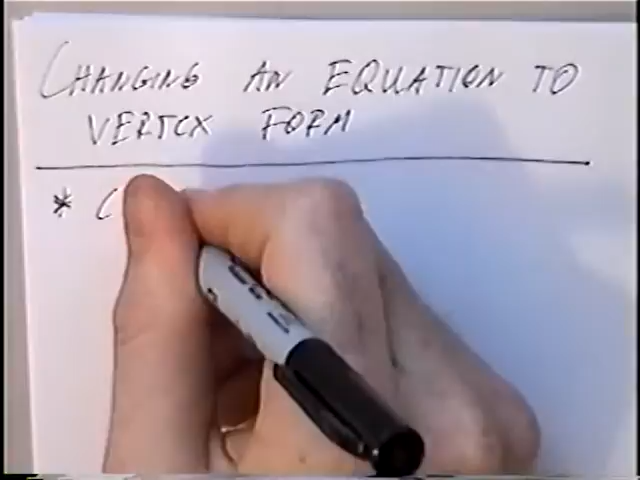 CHANGING AN EQUATION TO
VERTEX FORM
* C